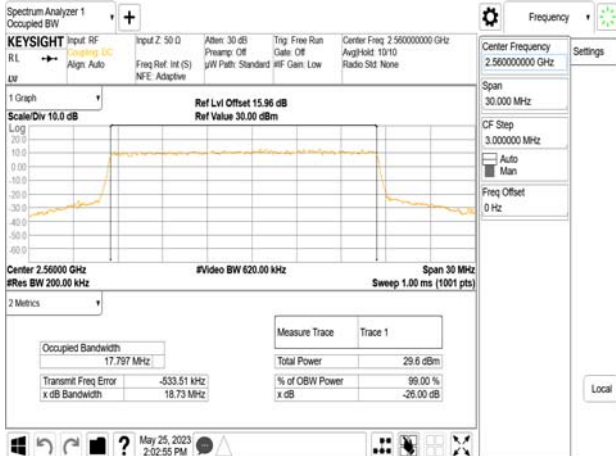 Spectrum Analyzer 1
Occupied BW
Frequency
KEYSIGHT
Input: RF
Coupling: DC
Align: Auto
Input Z: 50 Ω
Freq Ref: Int (S)
NFE: Adaptive
Atten: 30 dB
Preamp: Off
µW Path: Standard
Trig: Free Run
Gate: Off
#IF Gain: Low
Center Freq: 2.560000000 GHz
Avg|Hold: 10/10
Radio Std: None
RL
Center Frequency
2.560000000 GHz
Settings
Span
30.000 MHz
CF Step
3.000000 MHz
Auto
Man
Freq Offset
0 Hz
Local
1 Graph
Scale/Div 10.0 dB
Ref Lvl Offset 15.96 dB
Ref Value 30.00 dBm
Log
20.0
10.0
0.00
-10.0
-20.0
-30.0
-40.0
-50.0
-60.0
Center 2.56000 GHz
#Video BW 620.00 kHz
Span 30 MHz
#Res BW 200.00 kHz
Sweep 1.00 ms (1001 pts)
2 Metrics
Measure Trace
Trace 1
Occupied Bandwidth
17.797 MHz
Total Power
29.6 dBm
Transmit Freq Error
-533.51 kHz
% of OBW Power
99.00 %
x dB Bandwidth
18.73 MHz
x dB
-26.00 dB
?
May 25, 2023
2:02:55 PM